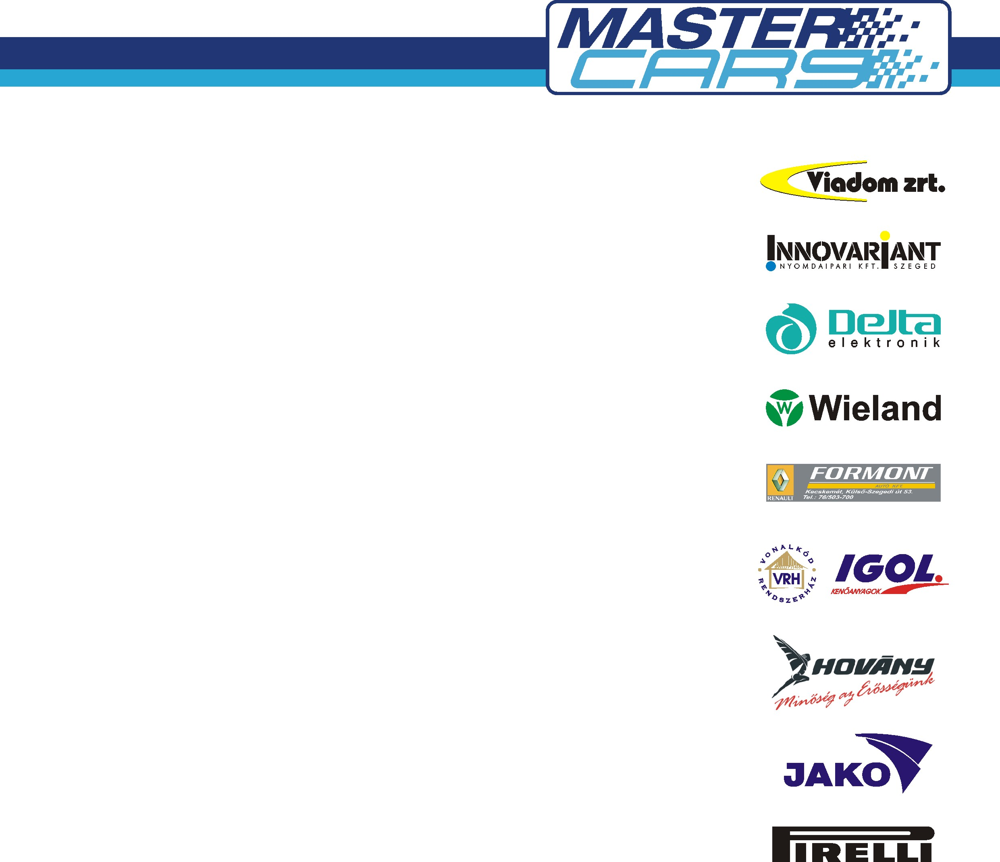 MASTER
CARS
Viadom zrt.
INNOVARiANT
NYOMDAIPARI KFT. SZEGED
Delta
elektronik
W Wieland
FORMONT
AUTÓ KFT.
Kecskemét, Külső-Szegedi út 53.
RENAULT Tel.: 76/503-700
VONALKÓD
VRH
RENDSZERHÁZ
IGOL.
KENŐANYAGOK
HOVÁNY
Minőség az Erősségünk
JAKO
PIRELLI